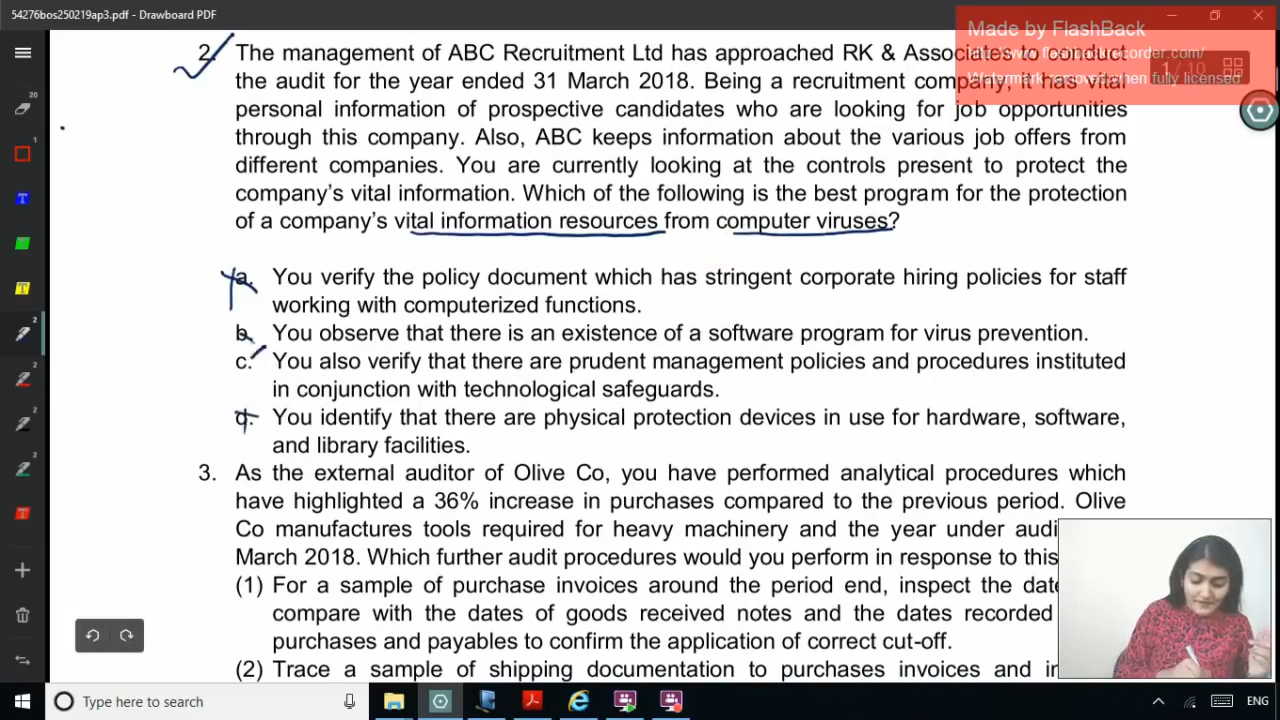 54276bos250219ap3.pdf - Drawboard PDF
Made by FlashBack
2. The management of ABC Recruitment Ltd has approached RK & Associates to conduct
the audit for the year ended 31 March 2018. Being a recruitment company, it has vital
1 / 10
Watermark removed when fully licensed
personal information of prospective candidates who are looking for job opportunities
through this company. Also, ABC keeps information about the various job offers from
different companies. You are currently looking at the controls present to protect the
company's vital information. Which of the following is the best program for the protection
of a company's vital information resources from computer viruses?
a. You verify the policy document which has stringent corporate hiring policies for staff
working with computerized functions.
b. You observe that there is an existence of a software program for virus prevention.
c. You also verify that there are prudent management policies and procedures instituted
in conjunction with technological safeguards.
d. You identify that there are physical protection devices in use for hardware, software,
and library facilities.
3. As the external auditor of Olive Co, you have performed analytical procedures which
have highlighted a 36% increase in purchases compared to the previous period. Olive
Co manufactures tools required for heavy machinery and the year under audi
March 2018. Which further audit procedures would you perform in response to this
(1) For a sample of purchase invoices around the period end, inspect the date
compare with the dates of goods received notes and the dates recorded
purchases and payables to confirm the application of correct cut-off.
(2) Trace a sample of shipping documentation to purchases invoices and in
20
1
T
T
2
2
2
2
T
Type here to search
ENG